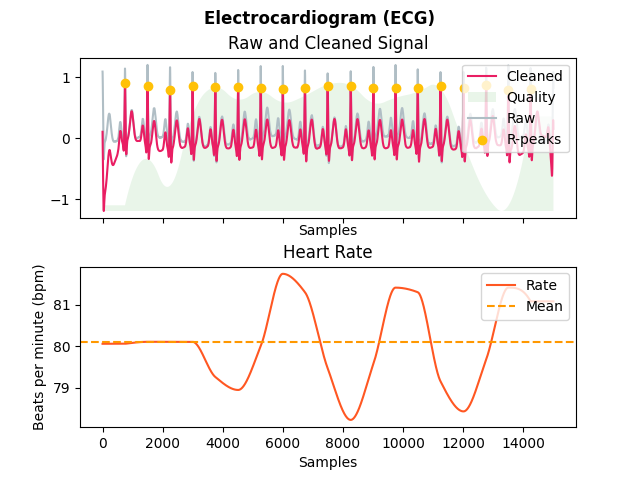 Electrocardiogram (ECG)
Raw and Cleaned Signal
1
0
−1
Cleaned
Quality
Raw
R-peaks
Samples
Heart Rate
Beats per minute (bpm)
81
80
79
Rate
Mean
0 2000 4000 6000 8000 10000 12000 14000
Samples